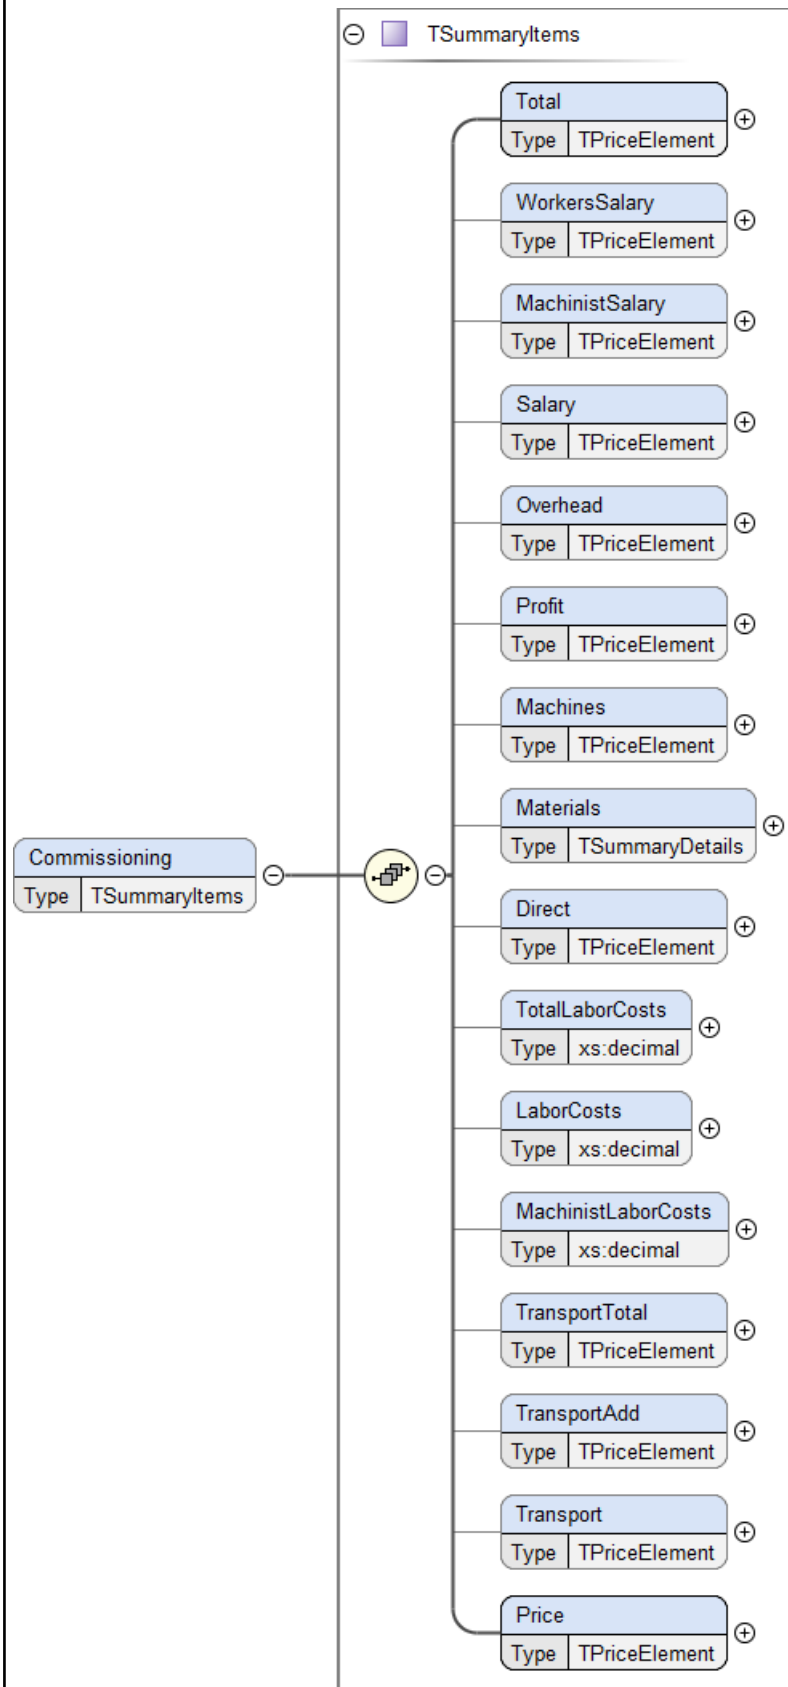 TSummaryItems
Total
Type TPriceElement
WorkersSalary
Type TPriceElement
MachinistSalary
Type TPriceElement
Salary
Type TPriceElement
Overhead
Type TPriceElement
Profit
Type TPriceElement
Machines
Type TPriceElement
Materials
Type TSummaryDetails
Commissioning
Type TSummaryItems
Direct
Type TPriceElement
TotalLaborCosts
Type xs:decimal
LaborCosts
Type xs:decimal
MachinistLaborCosts
Type xs:decimal
TransportTotal
Type TPriceElement
TransportAdd
Type TPriceElement
Transport
Type TPriceElement
Price
Type TPriceElement